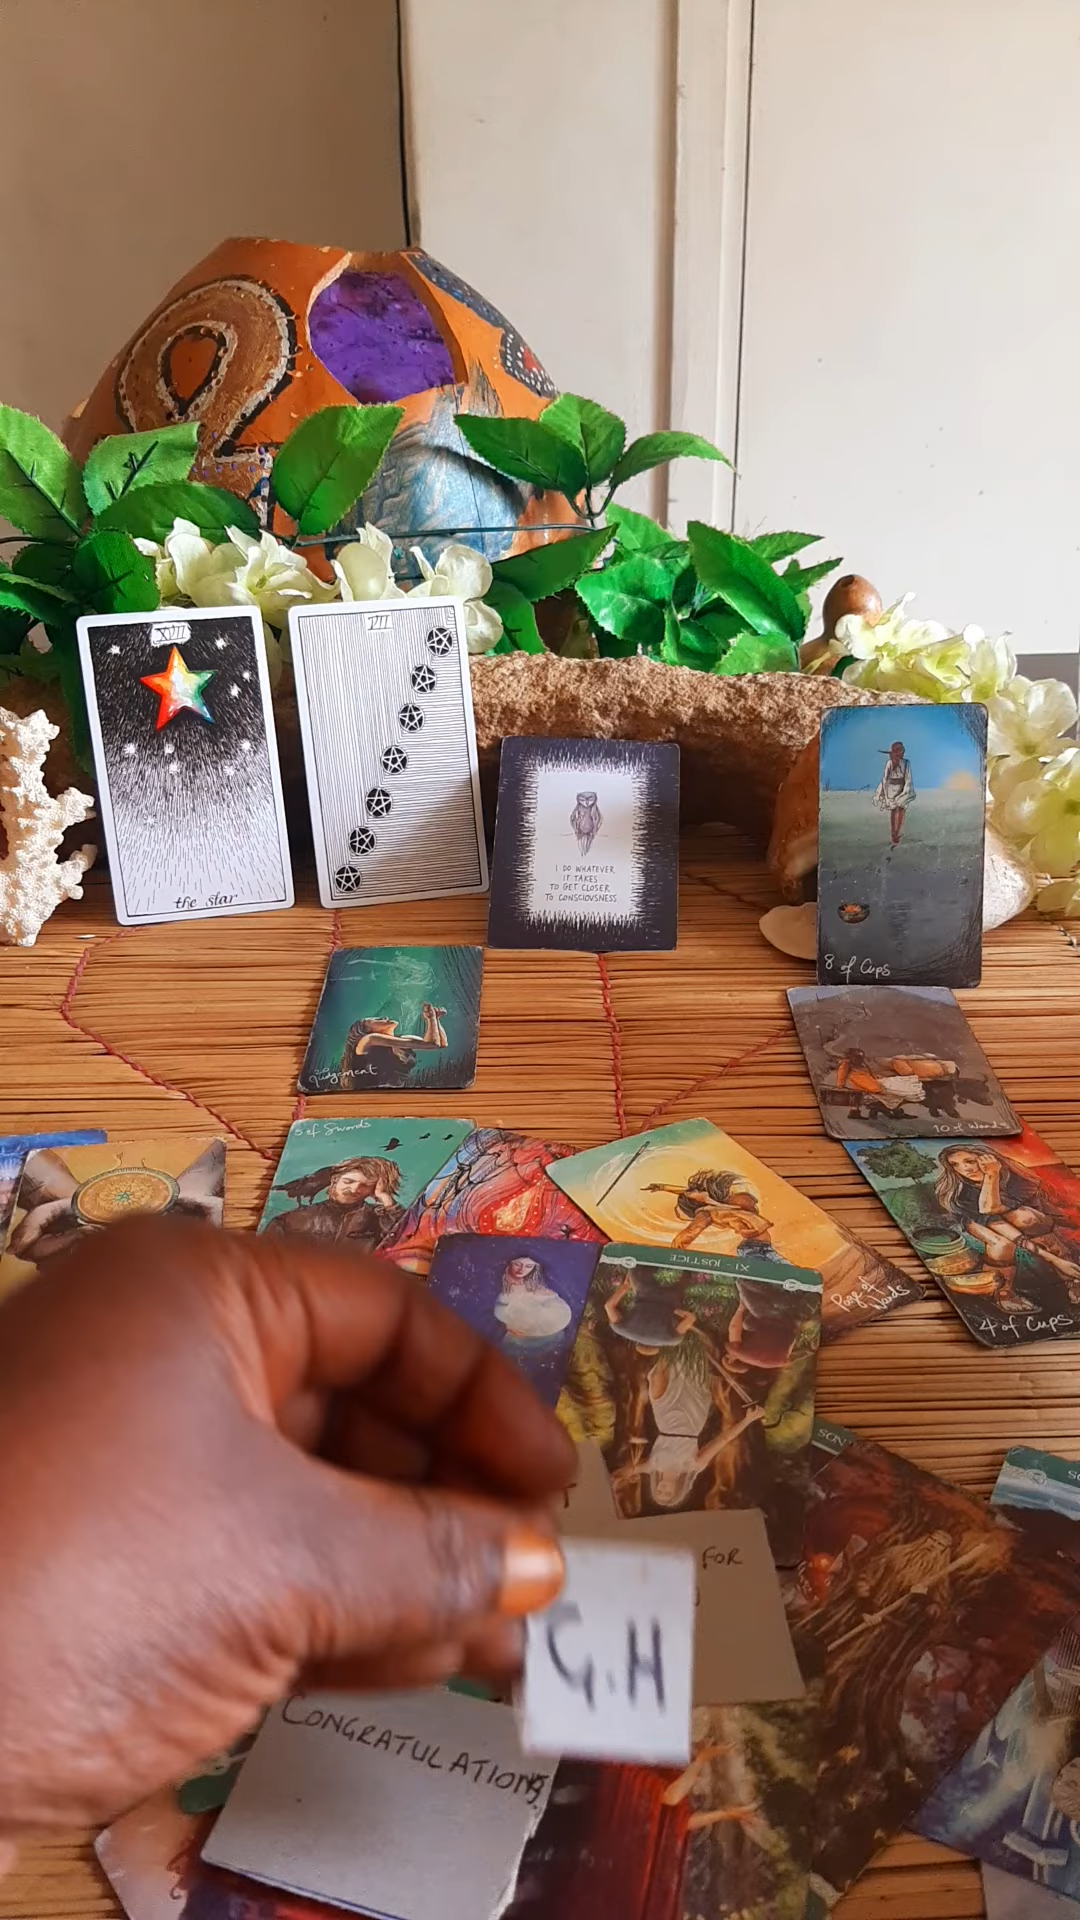 XVII
the star
VII
I DO WHATEVER
IT TAKES
TO GET CLOSER
TO CONSCIOUSNESS
8 of Cups
20
Judgement
10 of Wands
5 of Swords
Page of
Wands
4 of Cups
XI - JUSTICE
FOR
G.H
CONGRATULATIONS